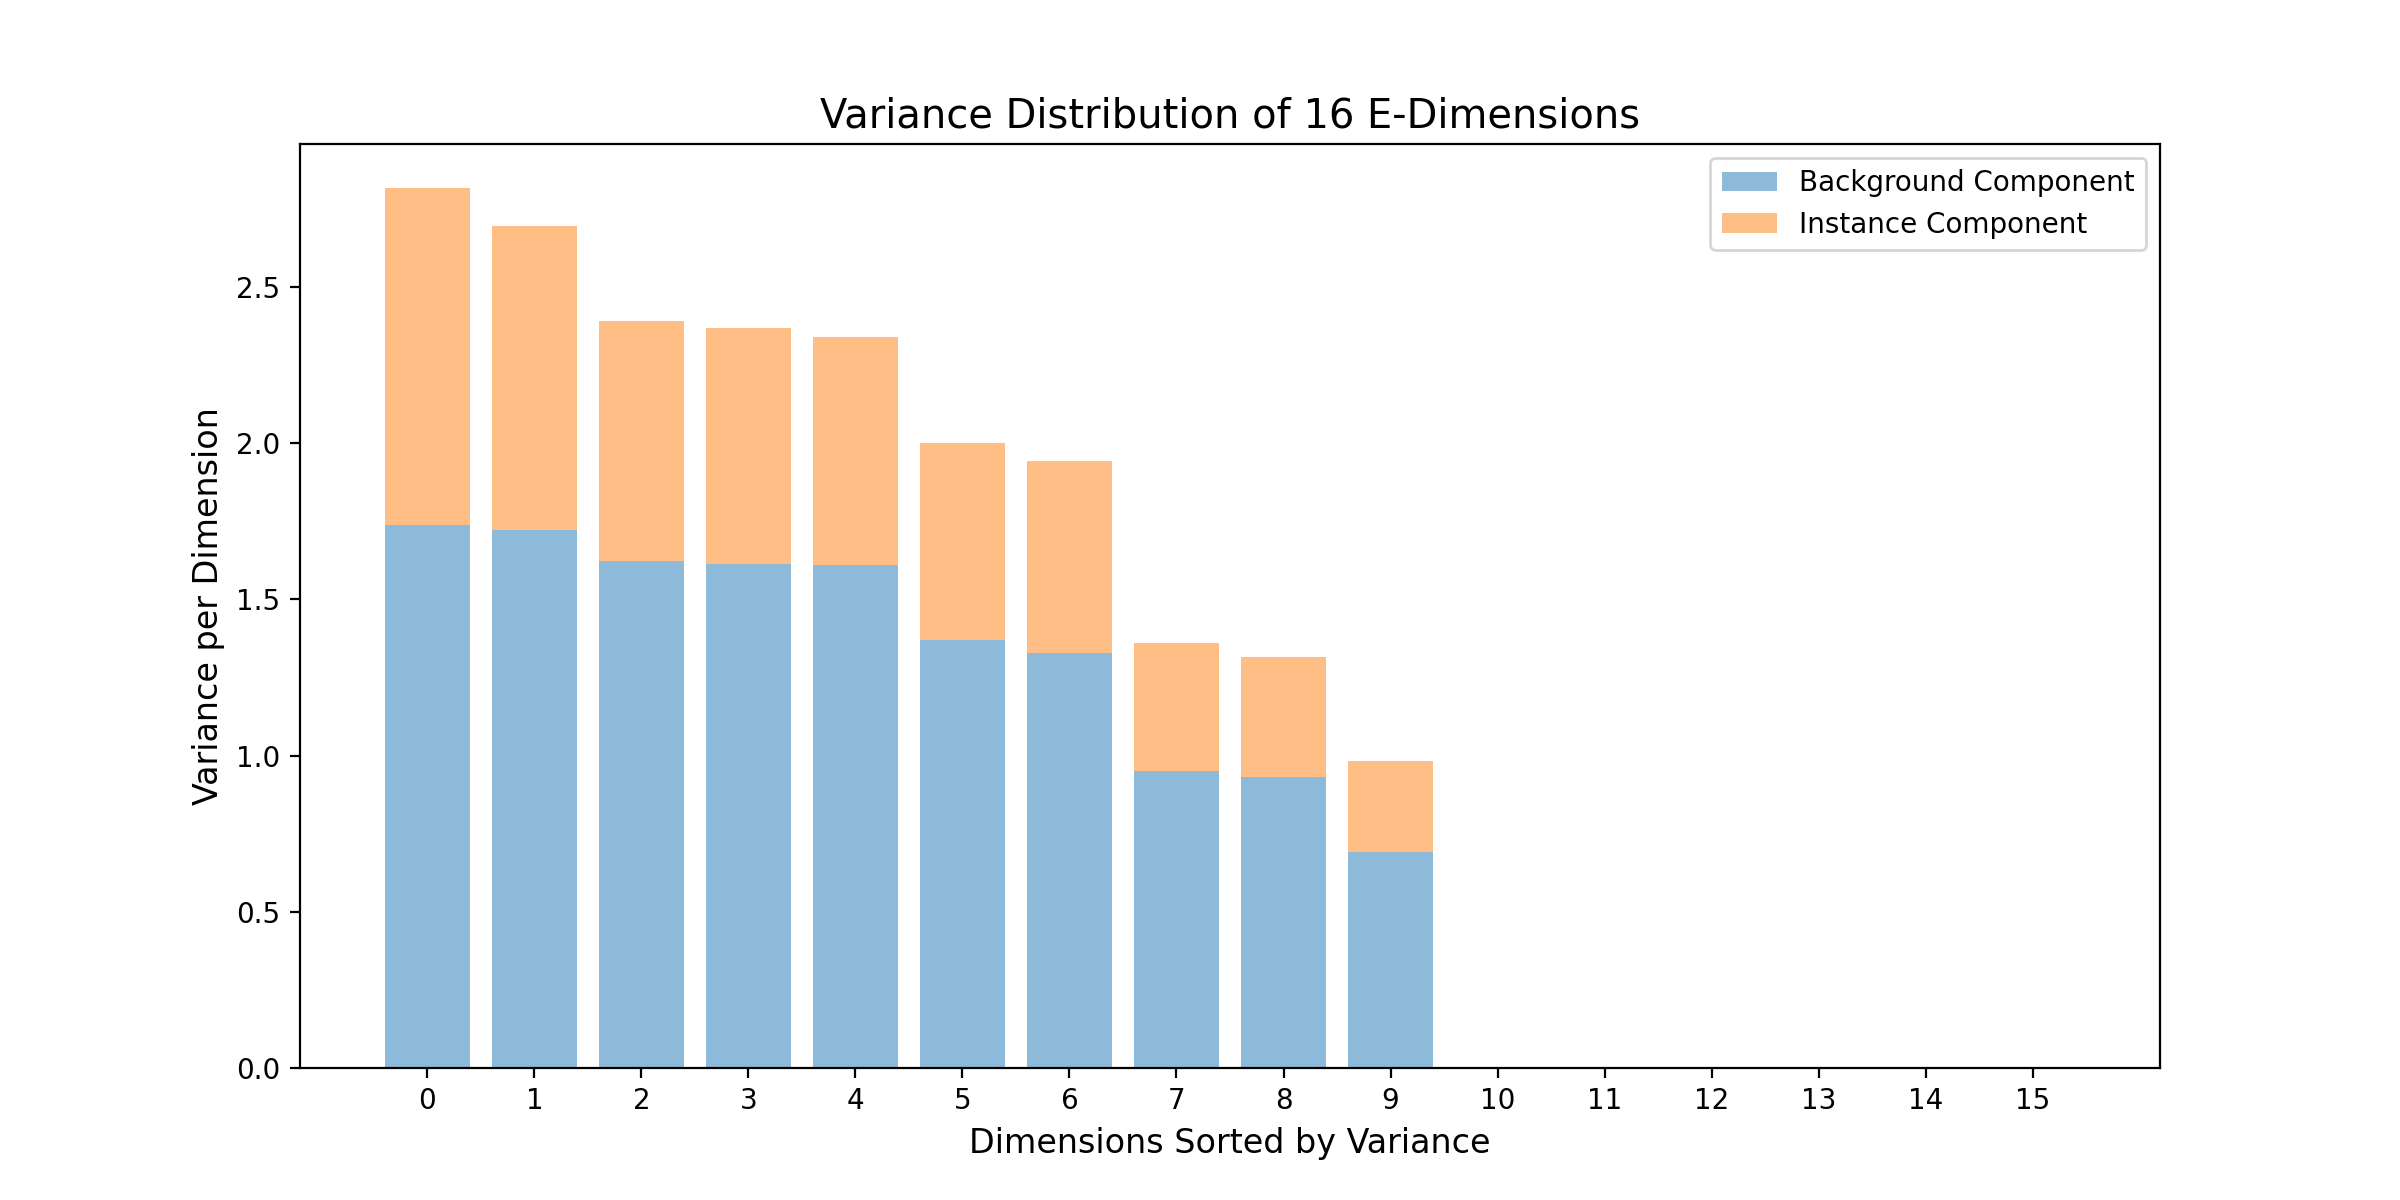 Variance Distribution of 16 E-Dimensions
Background Component
Instance Component
Variance per Dimension
2.5
2.0
1.5
1.0
0.5
0.0
0 1 2 3 4 5 6 7 8 9 10 11 12 13 14 15
Dimensions Sorted by Variance